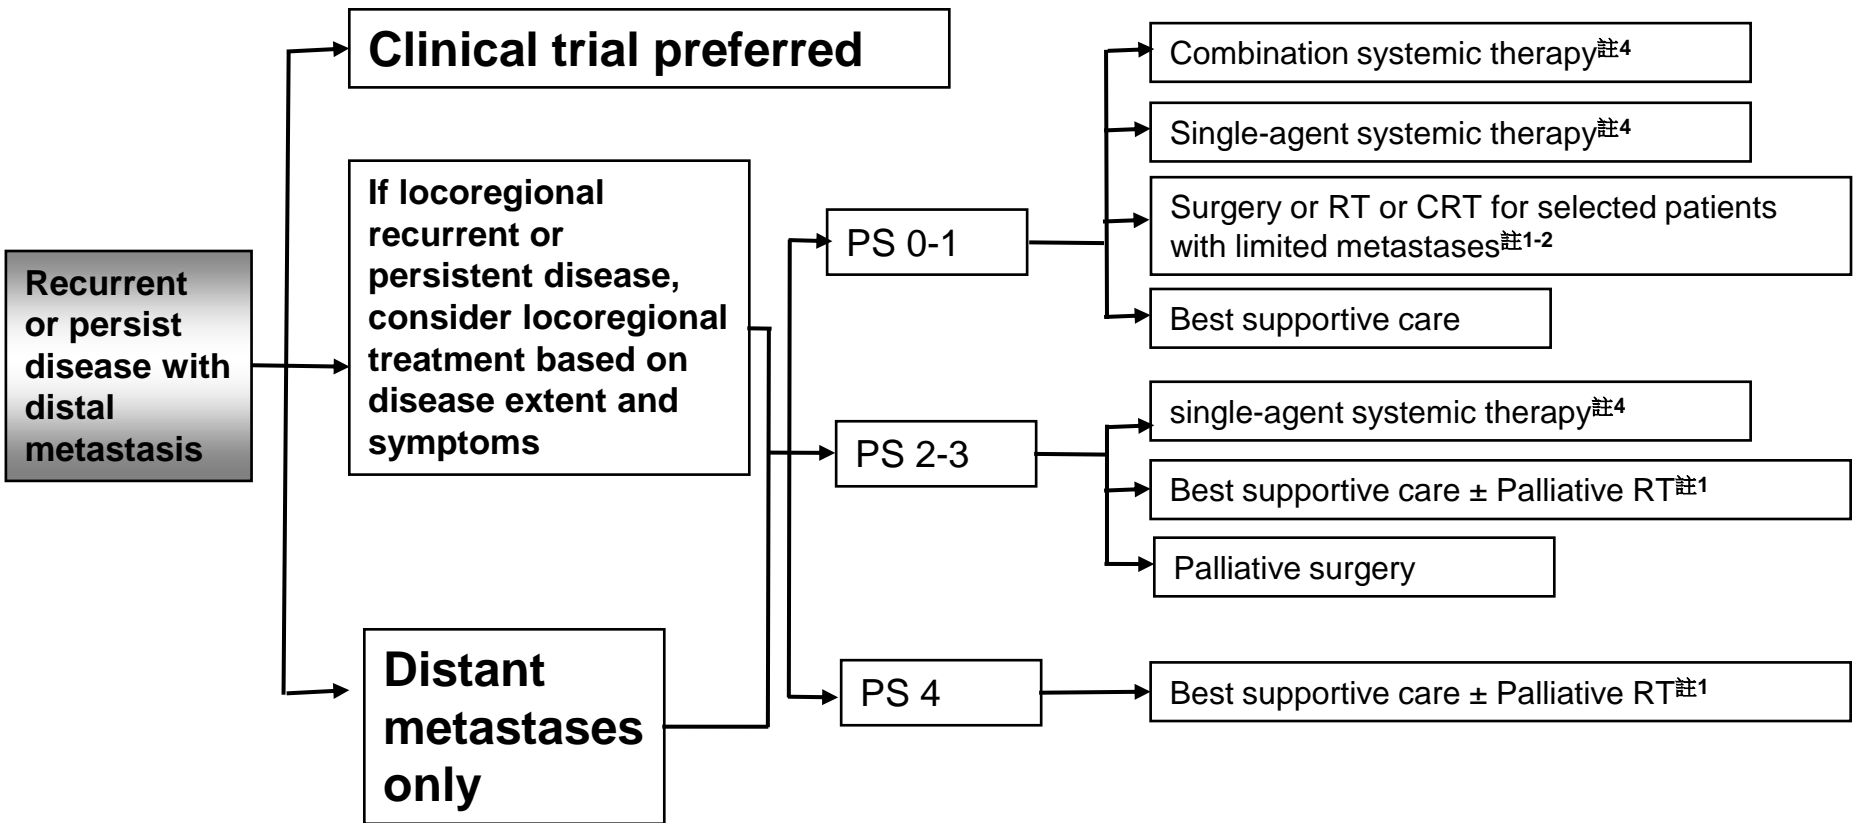 Recurrent
or persist
disease with
distal
metastasis
Clinical trial preferred
If locoregional
recurrent or
persistent disease,
consider locoregional
treatment based on
disease extent and
symptoms
Distant
metastases
only
PS 0-1
PS 2-3
PS 4
Combination systemic therapy註4
Single-agent systemic therapy註4
Surgery or RT or CRT for selected patients
with limited metastases註1-2
Best supportive care
single-agent systemic therapy註4
Best supportive care ± Palliative RT註1
Palliative surgery
Best supportive care ± Palliative RT註1